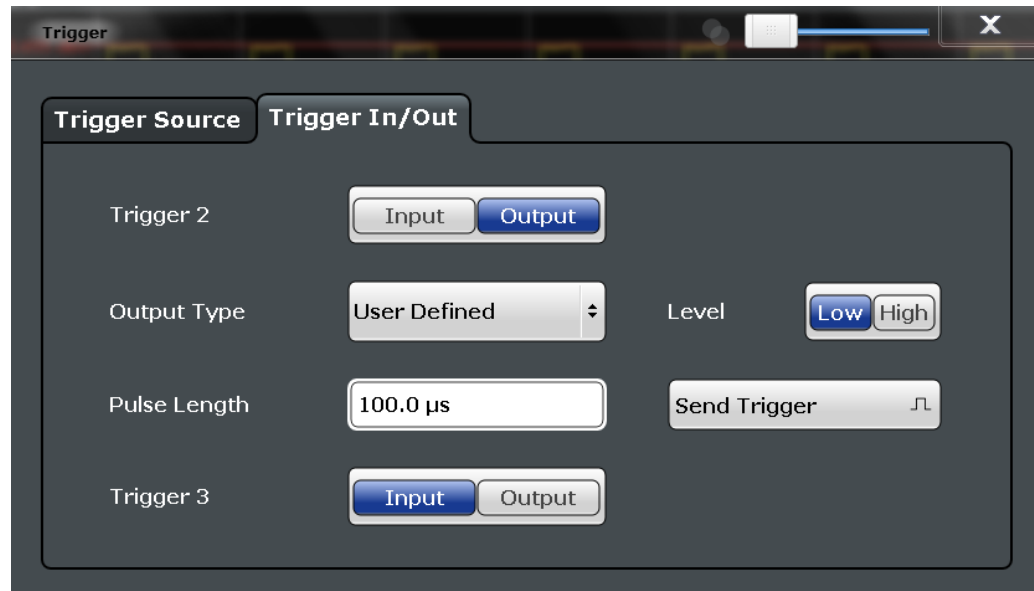 Trigger
X
Trigger Source
Trigger In/Out
Trigger 2
Input
Output
Output Type
User Defined
Level
Low
High
Pulse Length
100.0 µs
Send Trigger
Trigger 3
Input
Output